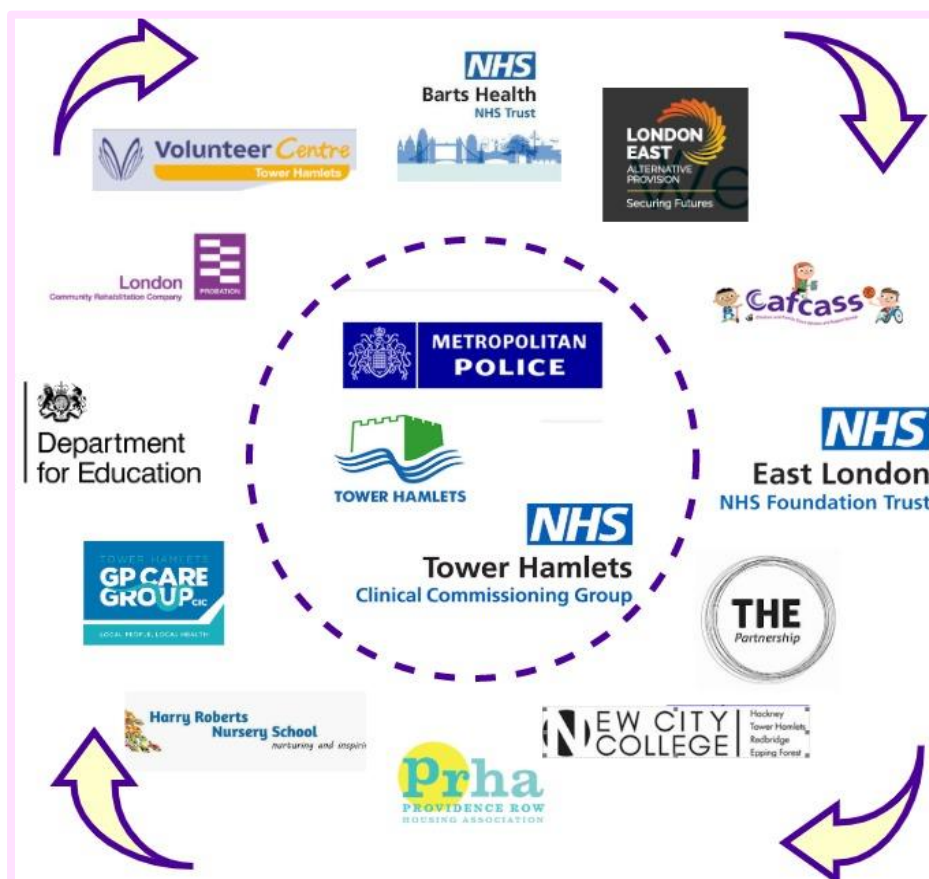 NHS
Barts Health
NHS Trust
Volunteer Centre
Tower Hamlets
LONDON
EAST
ALTERNATIVE
PROVISION
We
Securing Futures
London
Community Rehabilitation Company
PROBATION
Cafcass
METROPOLITAN
POLICE
Department
for Education
TOWER HAMLETS
NHS
East London
NHS Foundation Trust
NHS
Tower Hamlets
Clinical Commissioning Group
TOWER HAMLETS
GP CARE
GROUP CIC
LOCAL PEOPLE, LOCAL HEALTH
THE
Partnership
Harry Roberts
Nursery School
nurturing and inspiri
NEW CITY
COLLEGE
Hackney
Tower Hamlets
Redbridge
Epping Forest
Prha
PROVIDENCE ROW
HOUSING ASSOCIATION